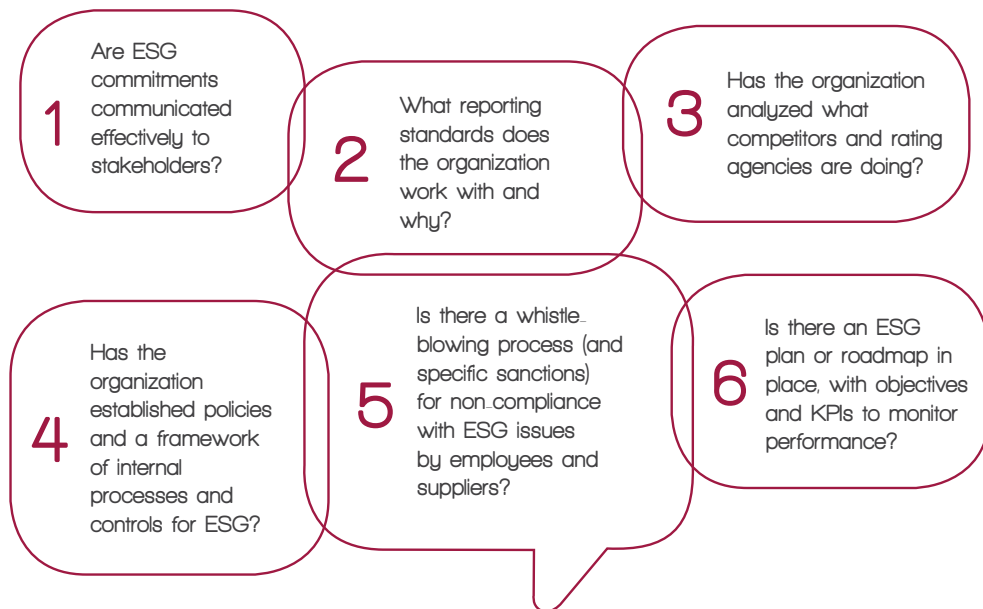 1
Are ESG
commitments
communicated
effectively to
stakeholders?
2
What reporting
standards does
the organization
work with and
why?
3
Has the organization
analyzed what
competitors and rating
agencies are doing?
4
Has the
organization
established policies
and a framework
of internal
processes and
controls for ESG?
5
Is there a whistle-
blowing process (and
specific sanctions)
for non-compliance
with ESG issues
by employees and
suppliers?
6
Is there an ESG
plan or roadmap in
place, with objectives
and KPIs to monitor
performance?